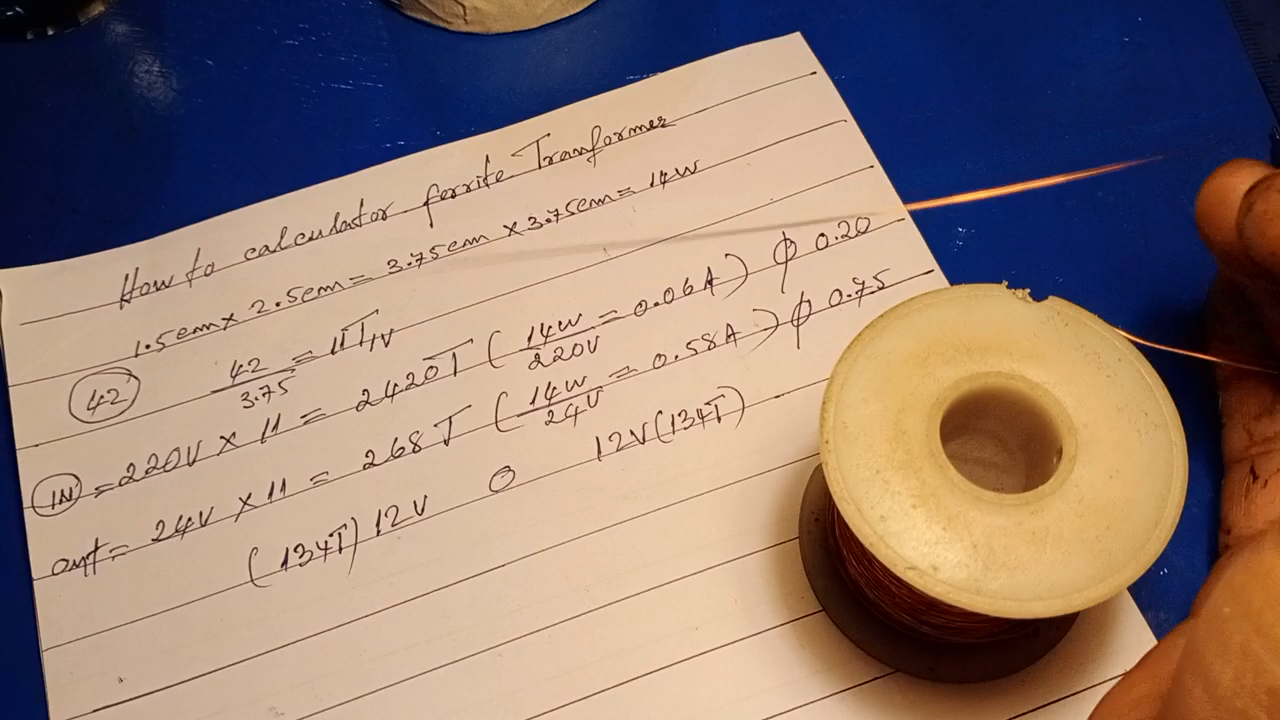 How to calculator ferrite Tranformer
1.5cm x 2.5cm = 3.75cm x 3.75cm = 14W
(42) 42/3.75 = 11T/1V
(IN) = 220V x 11 = 2420T (14W/220V = 0.06A) φ 0.20
out = 24V x 11 = 268T (14W/24V = 0.58A) φ 0.75
(134T) 12V O 12V (134T)